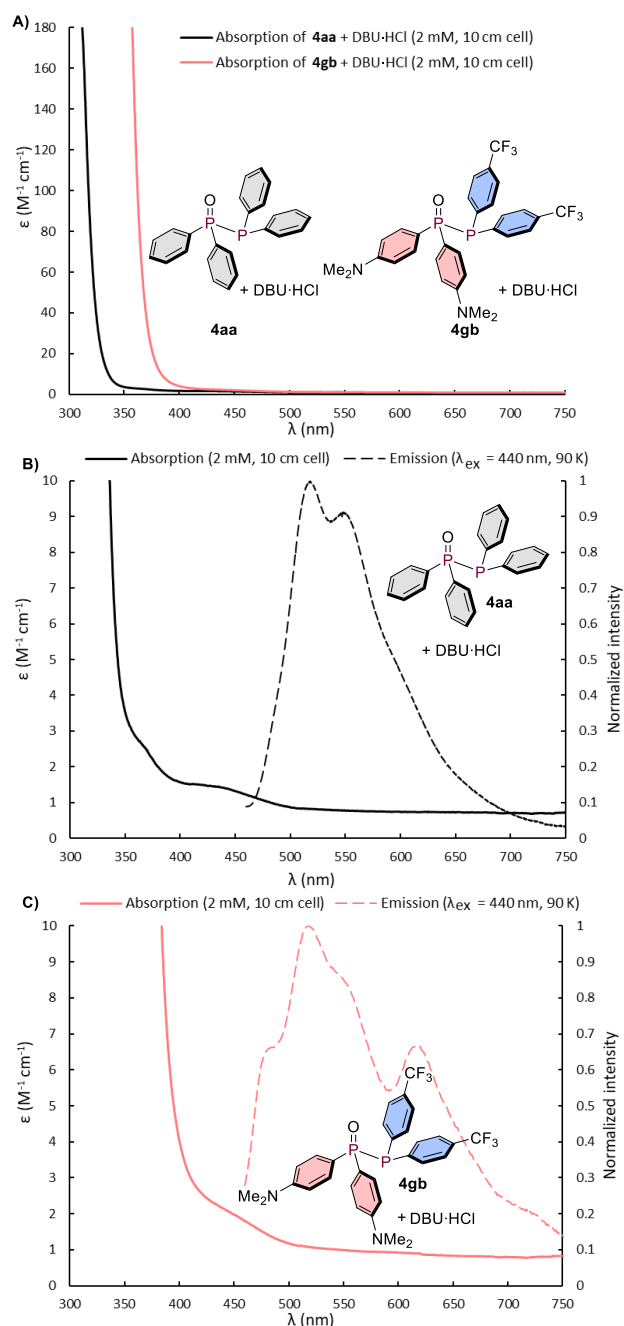 A)
Absorption of 4aa + DBU·HCl (2 mM, 10 cm cell)
Absorption of 4gb + DBU·HCl (2 mM, 10 cm cell)
ε (M⁻¹ cm⁻¹)
180
160
140
120
100
80
60
40
20
0
O
P
P
+ DBU·HCl
4aa
CF₃
CF₃
O
P
P
NMe₂
NMe₂
+ DBU·HCl
4gb
300 350 400 450 500 550 600 650 700 750
λ (nm)
B)
Absorption (2 mM, 10 cm cell)
Emission (λex = 440 nm, 90 K)
ε (M⁻¹ cm⁻¹)
10
9
8
7
6
5
4
3
2
1
0
O
P
P
4aa
+ DBU·HCl
1
0.9
0.8
0.7
0.6
0.5
0.4
0.3
0.2
0.1
0
Normalized intensity
300 350 400 450 500 550 600 650 700 750
λ (nm)
C)
Absorption (2 mM, 10 cm cell)
Emission (λex = 440 nm, 90 K)
ε (M⁻¹ cm⁻¹)
10
9
8
7
6
5
4
3
2
1
0
CF₃
CF₃
O
P
P
4gb
Me₂N
+ DBU·HCl
NMe₂
1
0.9
0.8
0.7
0.6
0.5
0.4
0.3
0.2
0.1
0
Normalized intensity
300 350 400 450 500 550 600 650 700 750
λ (nm)